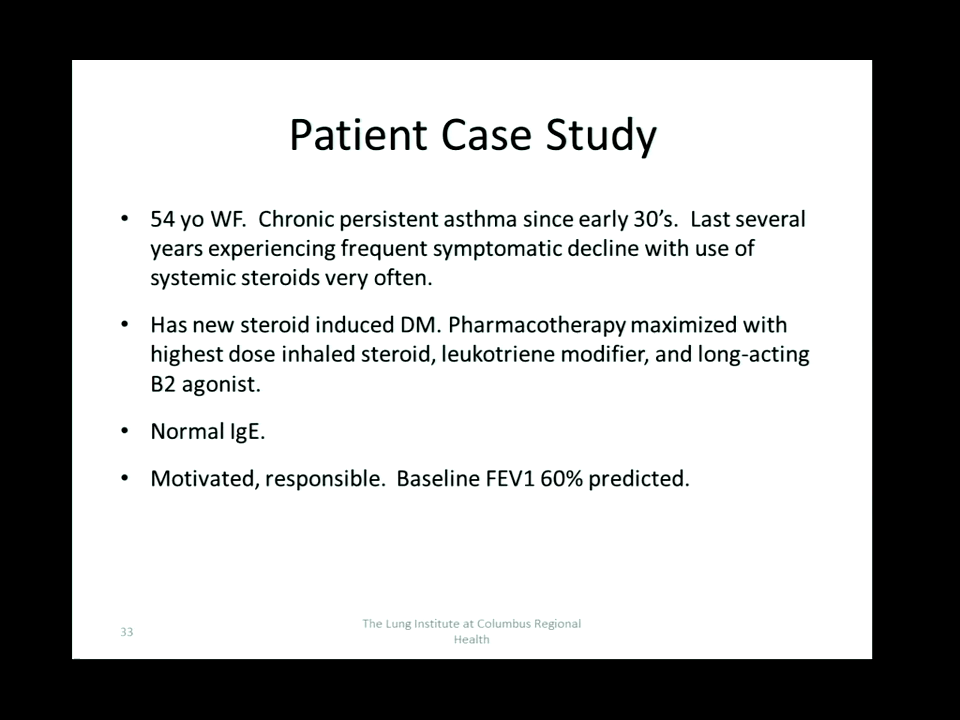 Patient Case Study
• 54 yo WF.  Chronic persistent asthma since early 30’s.  Last several
years experiencing frequent symptomatic decline with use of
systemic steroids very often.
• Has new steroid induced DM. Pharmacotherapy maximized with
highest dose inhaled steroid, leukotriene modifier, and long-acting
B2 agonist.
• Normal IgE.
• Motivated, responsible.  Baseline FEV1 60% predicted.
33
The Lung Institute at Columbus Regional
Health